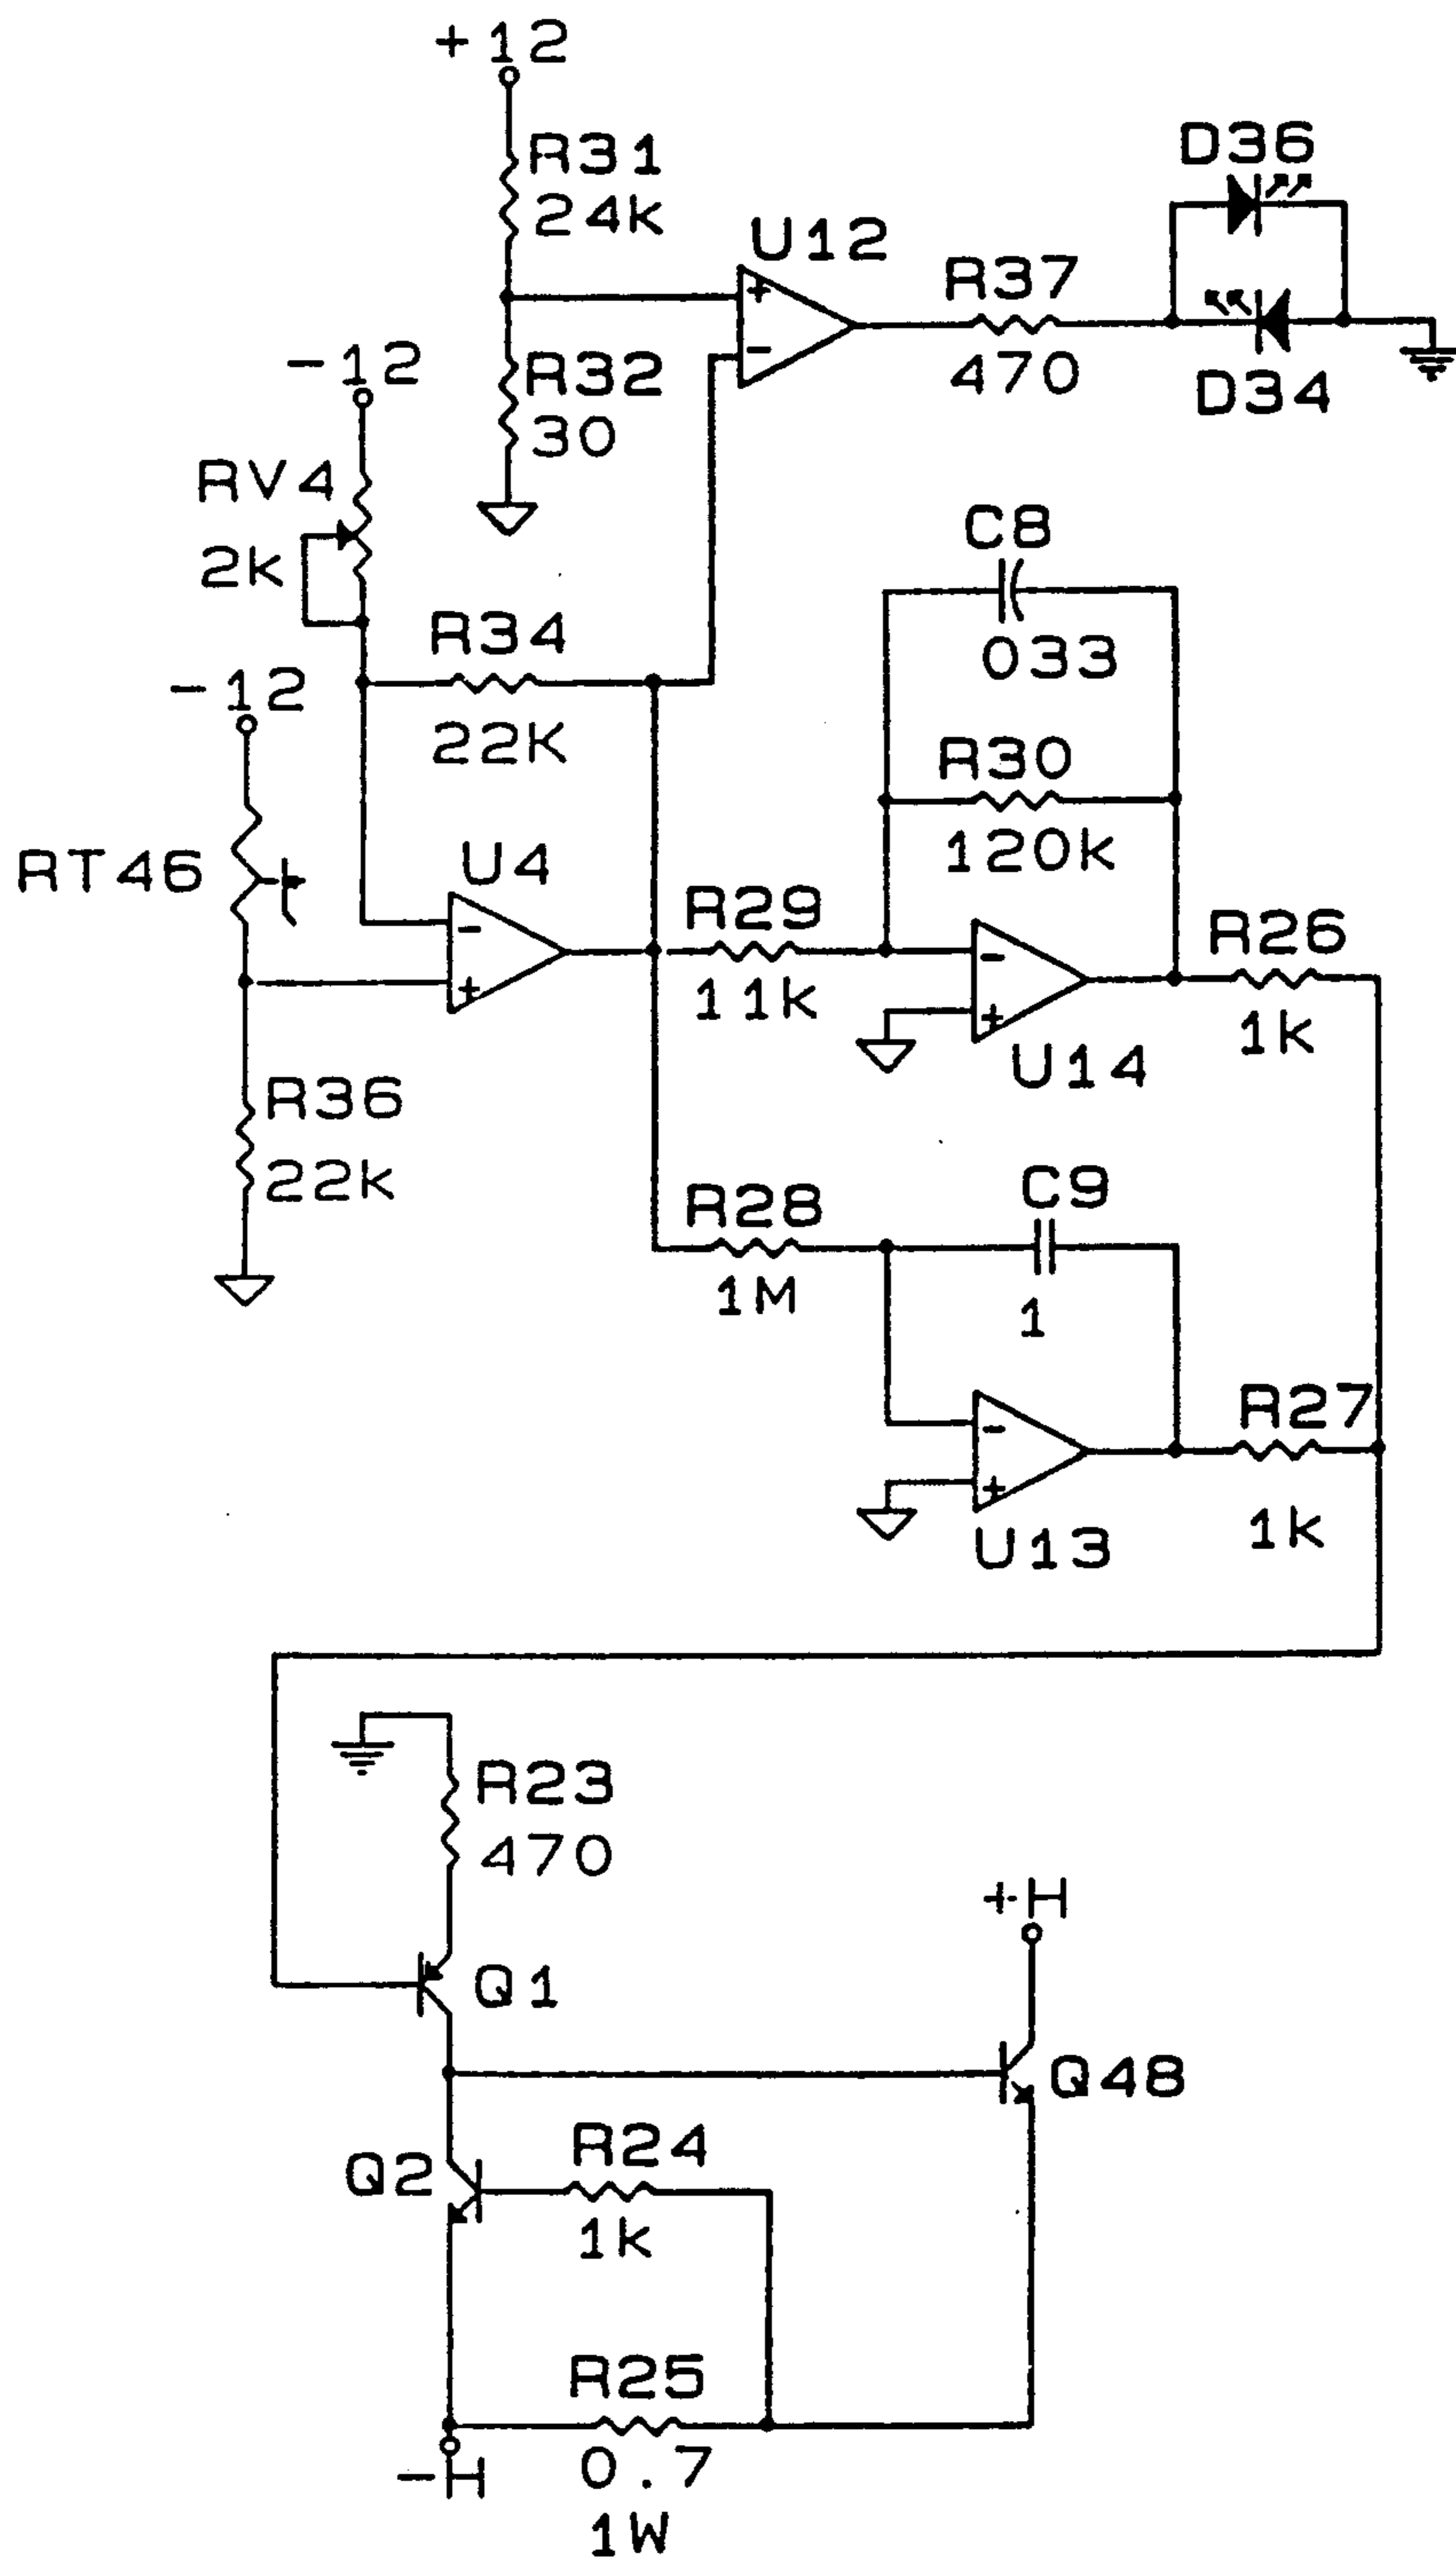 +12
R31
24k
D36
U12
R37
470
D34
-12
R32
30
RV4
2k
C8
033
R34
22K
-12
R30
120k
RT46
-t
U4
R29
11k
R26
1k
U14
R36
22k
R28
1M
C9
1
R27
1k
U13
R23
470
+H
Q1
Q48
Q2
R24
1k
R25
0.7
1W
-H